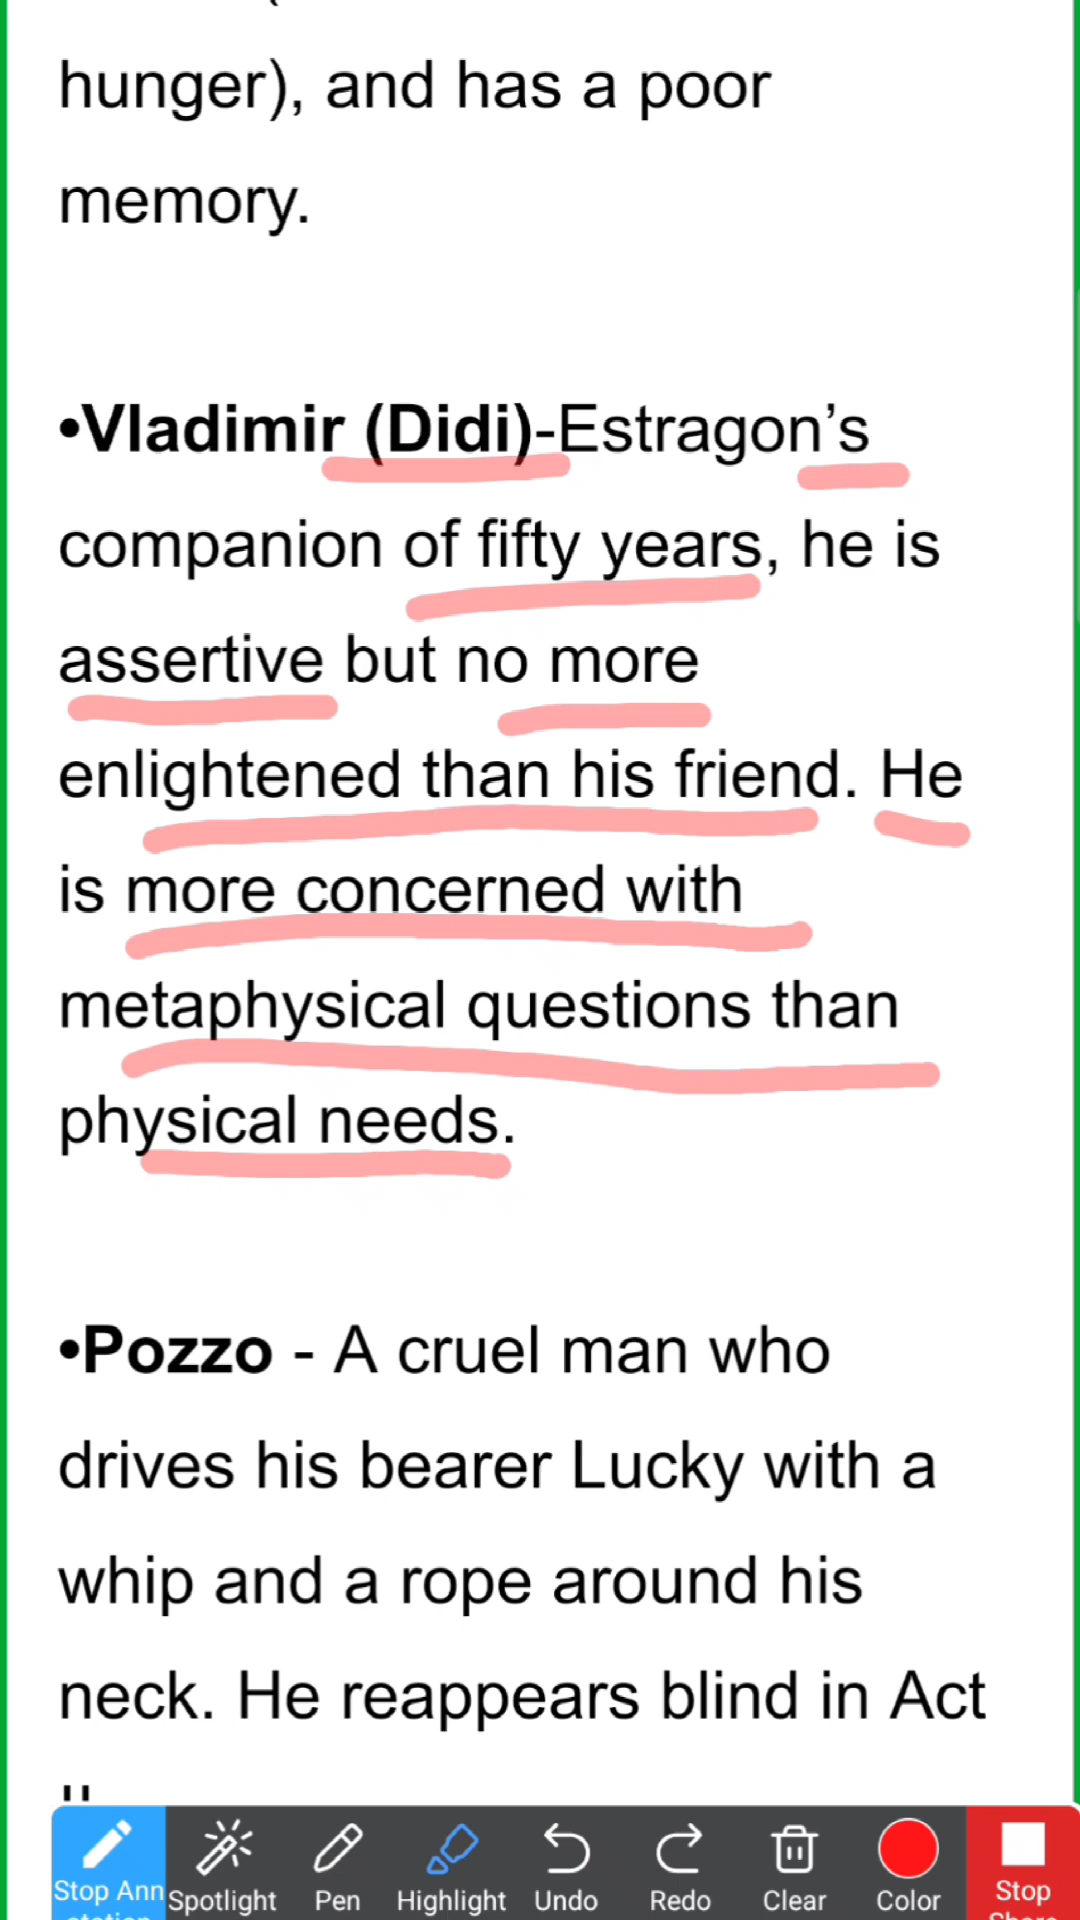 hunger), and has a poor
memory.
•Vladimir (Didi)-Estragon’s
companion of fifty years, he is
assertive but no more
enlightened than his friend. He
is more concerned with
metaphysical questions than
physical needs.
•Pozzo - A cruel man who
drives his bearer Lucky with a
whip and a rope around his
neck. He reappears blind in Act
Stop Ann
Spotlight
Pen
Highlight
Undo
Redo
Clear
Color
Stop